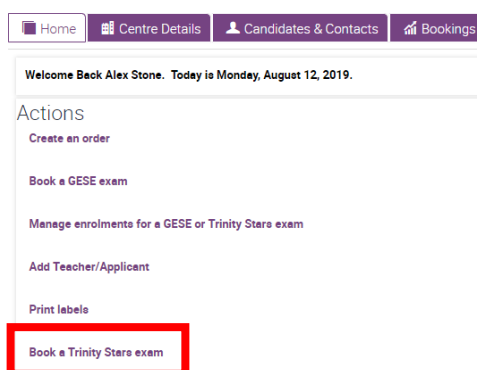 Home Centre Details Candidates & Contacts Bookings
Welcome Back Alex Stone. Today is Monday, August 12, 2019.
Actions
Create an order
Book a GESE exam
Manage enrolments for a GESE or Trinity Stars exam
Add Teacher/Applicant
Print labels
Book a Trinity Stars exam